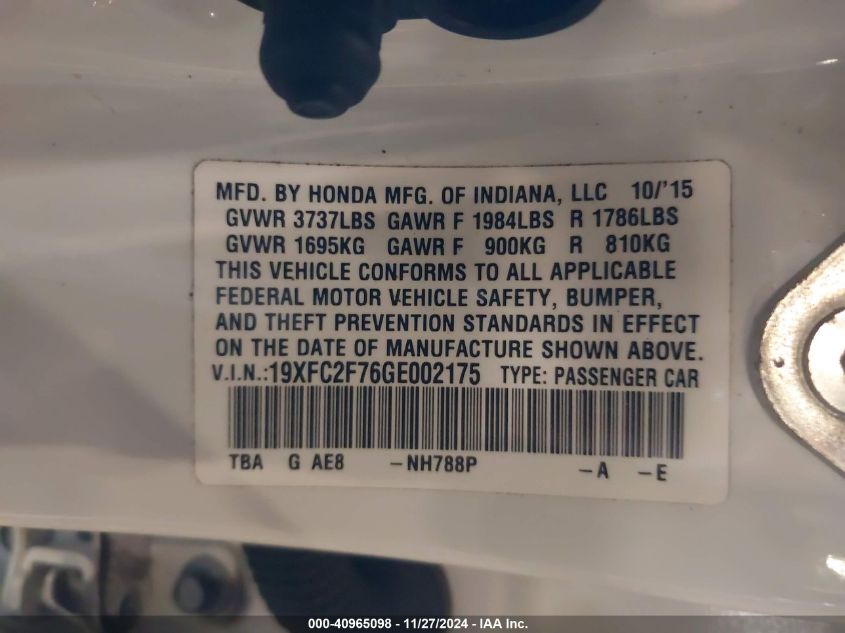 MFD. BY HONDA MFG. OF INDIANA, LLC 10/'15
GVWR 3737LBS GAWR F 1984LBS R 1786LBS
GVWR 1695KG GAWR F 900KG R 810KG
THIS VEHICLE CONFORMS TO ALL APPLICABLE
FEDERAL MOTOR VEHICLE SAFETY, BUMPER,
AND THEFT PREVENTION STANDARDS IN EFFECT
ON THE DATE OF MANUFACTURE SHOWN ABOVE.
V.I.N.:19XFC2F76GE002175 TYPE: PASSENGER CAR
TBA G AE8 -NH788P -A -E
000-40965098 - 11/27/2024 - IAA Inc.